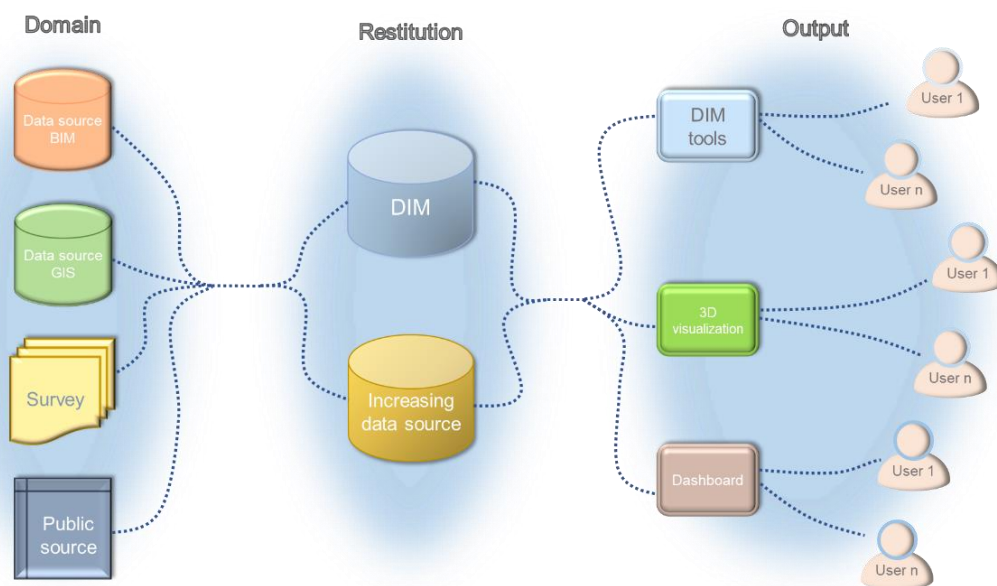 Domain
Restitution
Output
Data source
BIM
Data source
GIS
Survey
Public
source
DIM
Increasing
data source
DIM
tools
3D
visualization
Dashboard
User 1
User n
User 1
User n
User 1
User n